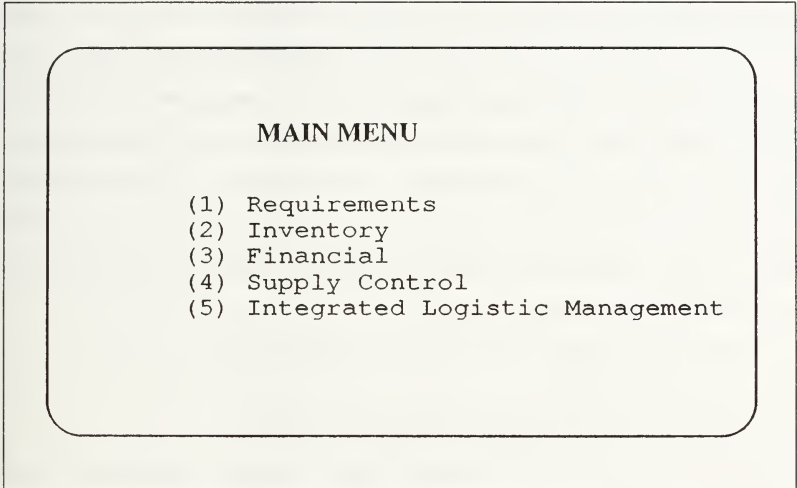 MAIN MENU
(1) Requirements
(2) Inventory
(3) Financial
(4) Supply Control
(5) Integrated Logistic Management